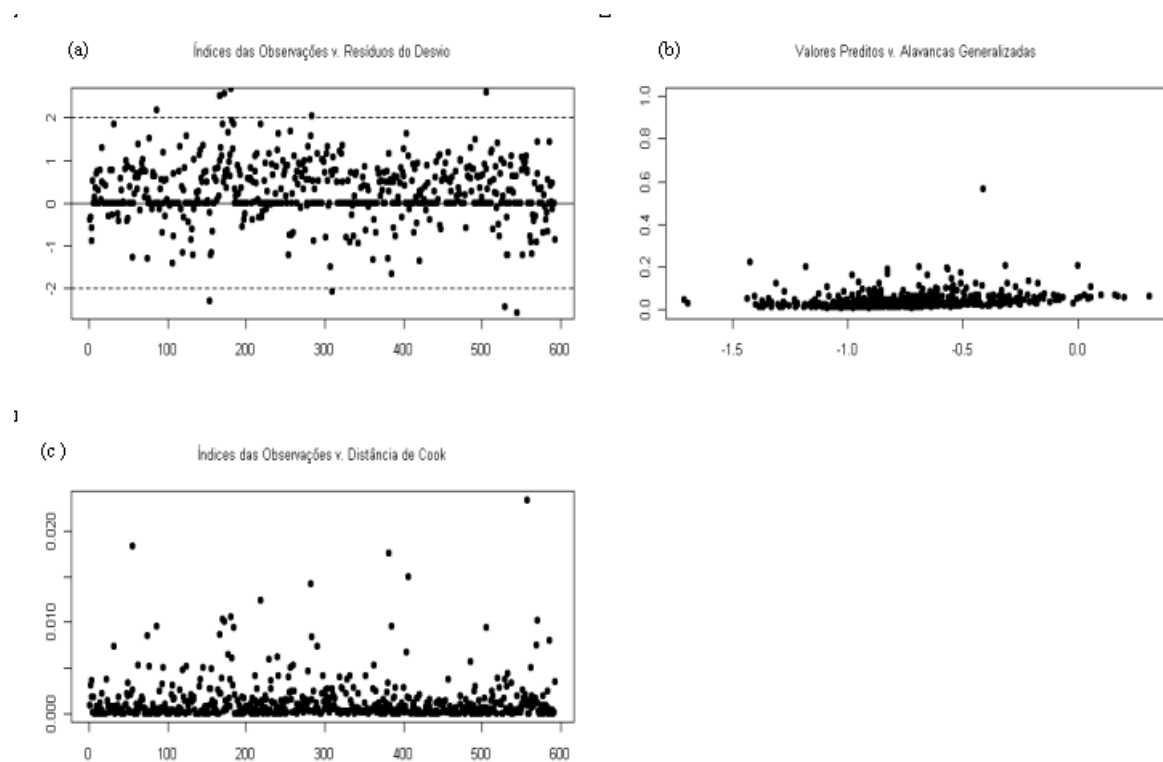 (a)
Índices das Observações v. Resíduos do Desvio
2
1
0
-1
-2
0 100 200 300 400 500 600
(b)
Valores Preditos v. Alavancas Generalizadas
1.0
0.8
0.6
0.4
0.2
0.0
-1.5 -1.0 -0.5 0.0
(c )
Índices das Observações v. Distância de Cook
0.020
0.010
0.000
0 100 200 300 400 500 600